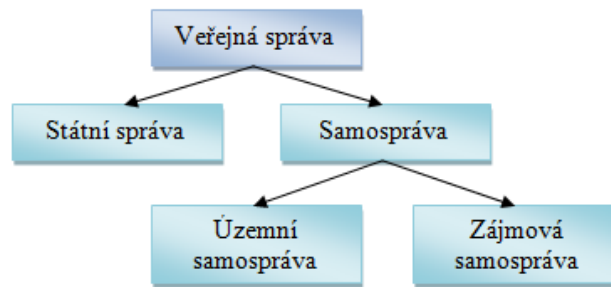 Veřejná správa
Státní správa
Samospráva
Územní
samospráva
Zájmová
samospráva